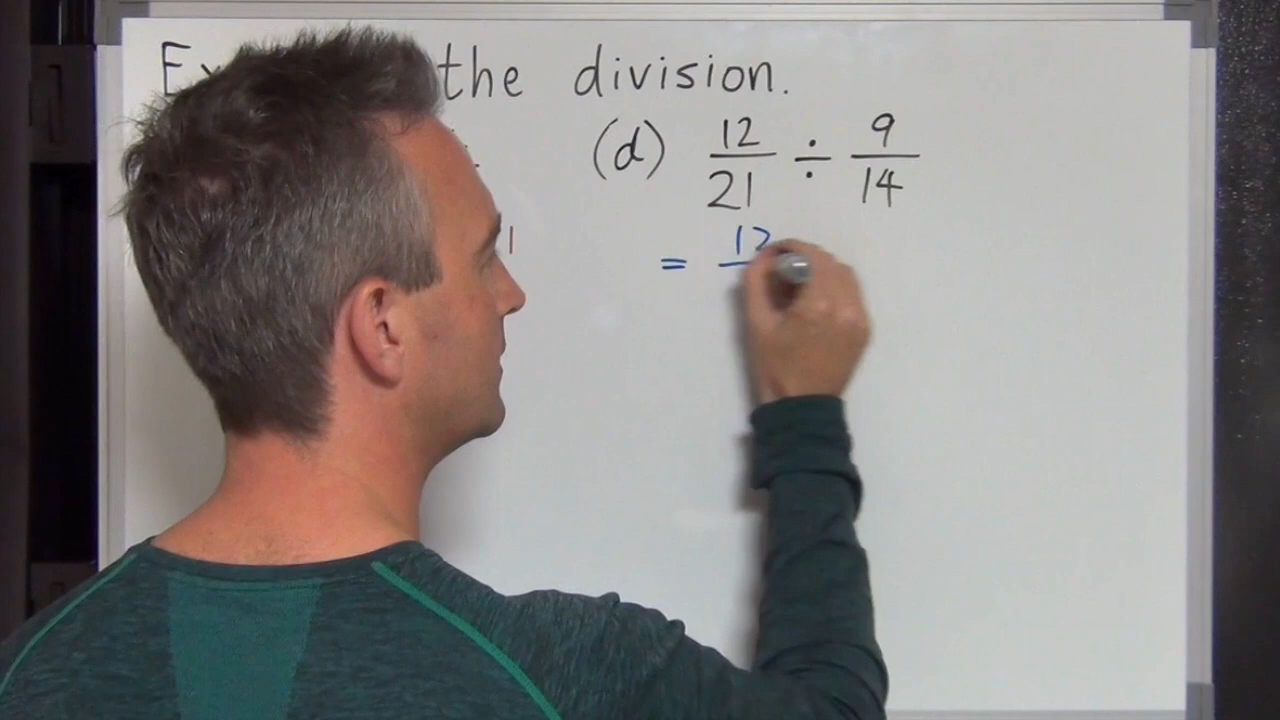 the division.
(d) 12/21 ÷ 9/14
= 12